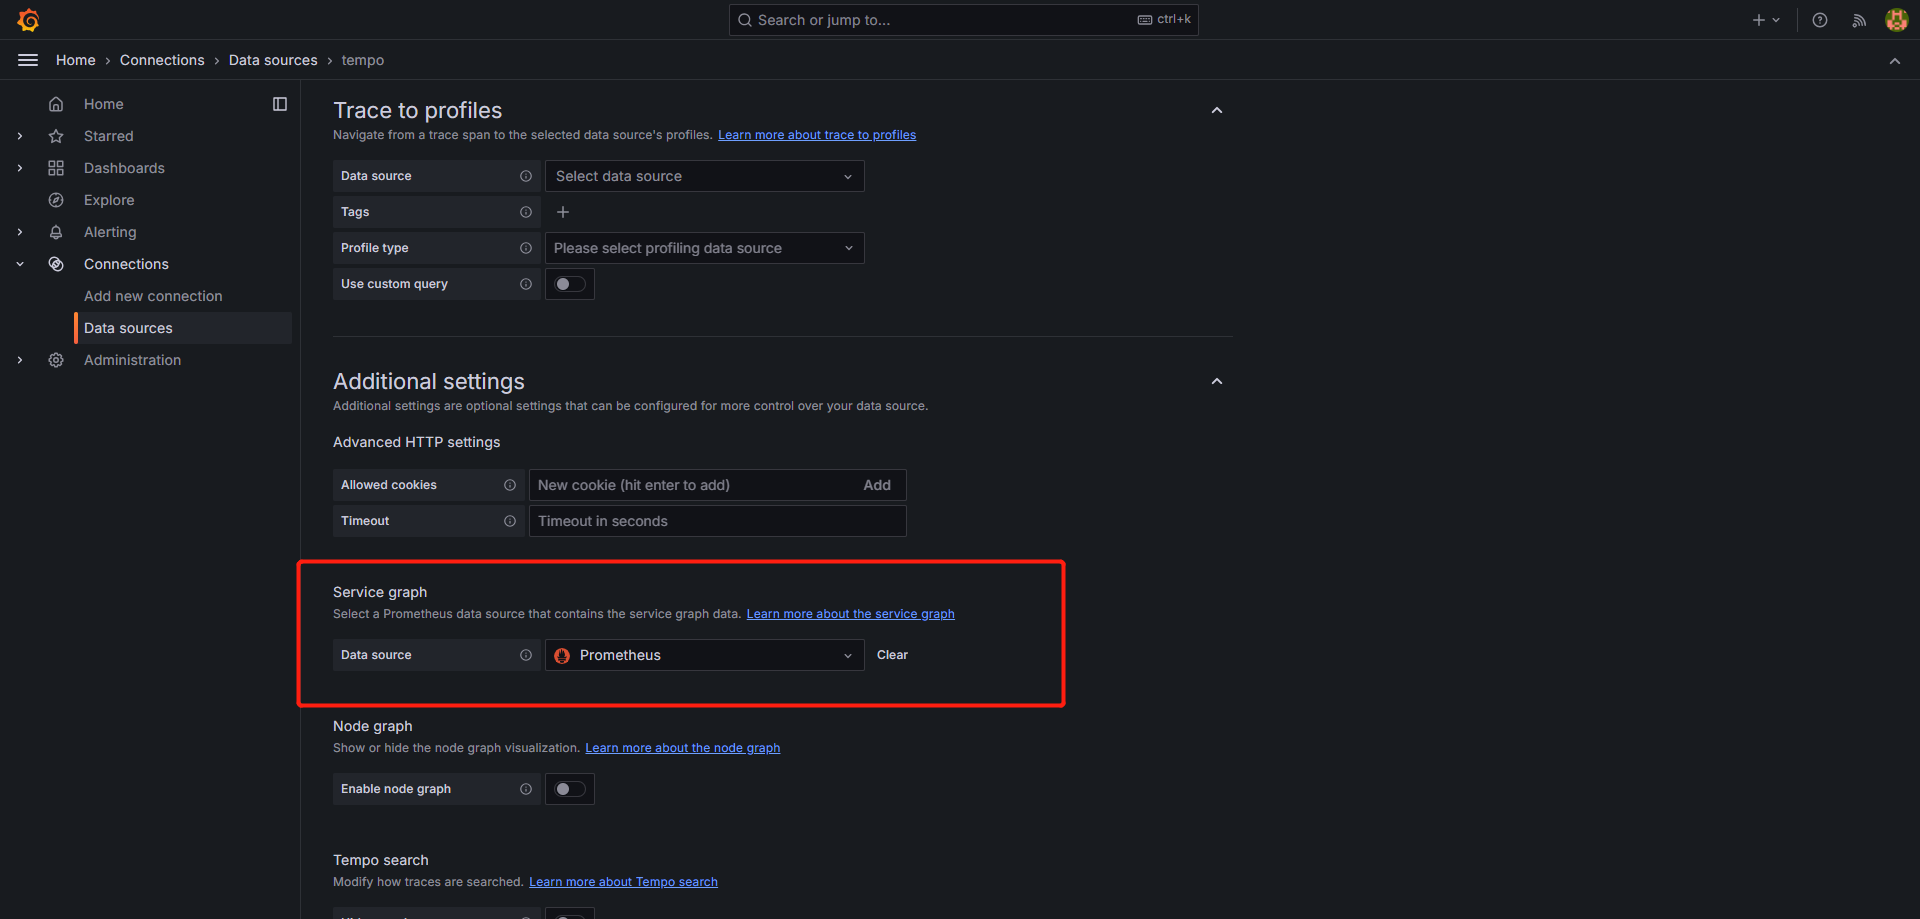 Search or jump to...
ctrl+k
Home › Connections › Data sources › tempo
Home
Starred
Dashboards
Explore
Alerting
Connections
Add new connection
Data sources
Administration
Trace to profiles
Navigate from a trace span to the selected data source's profiles. Learn more about trace to profiles
Data source
Select data source
Tags
Profile type
Please select profiling data source
Use custom query
Additional settings
Additional settings are optional settings that can be configured for more control over your data source.
Advanced HTTP settings
Allowed cookies
New cookie (hit enter to add)
Add
Timeout
Timeout in seconds
Service graph
Select a Prometheus data source that contains the service graph data. Learn more about the service graph
Data source
Prometheus
Clear
Node graph
Show or hide the node graph visualization. Learn more about the node graph
Enable node graph
Tempo search
Modify how traces are searched. Learn more about Tempo search